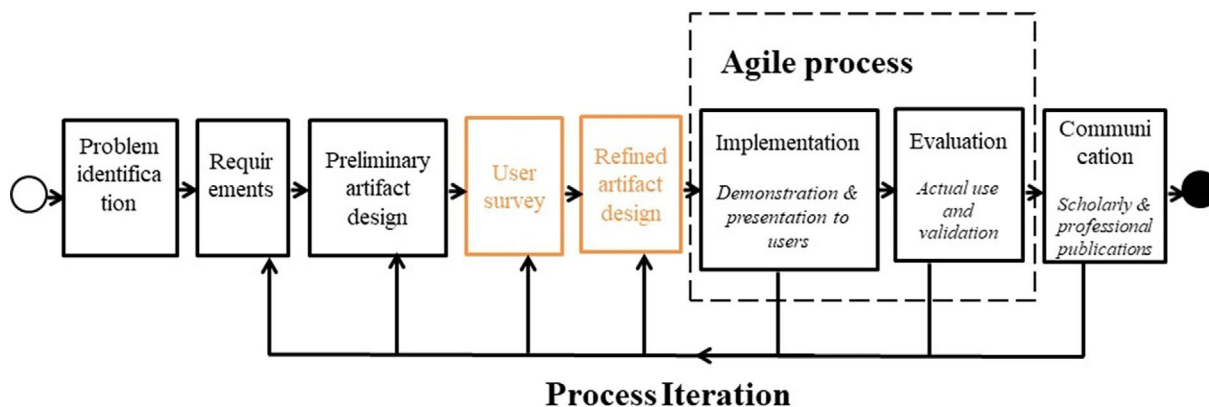 Agile process
Problem
identifica
tion
Requir
ements
Preliminary
artifact
design
User
survey
Refined
artifact
design
Implementation
Demonstration &
presentation to
users
Evaluation
Actual use
and
validation
Communi
cation
Scholarly &
professional
publications
Process Iteration